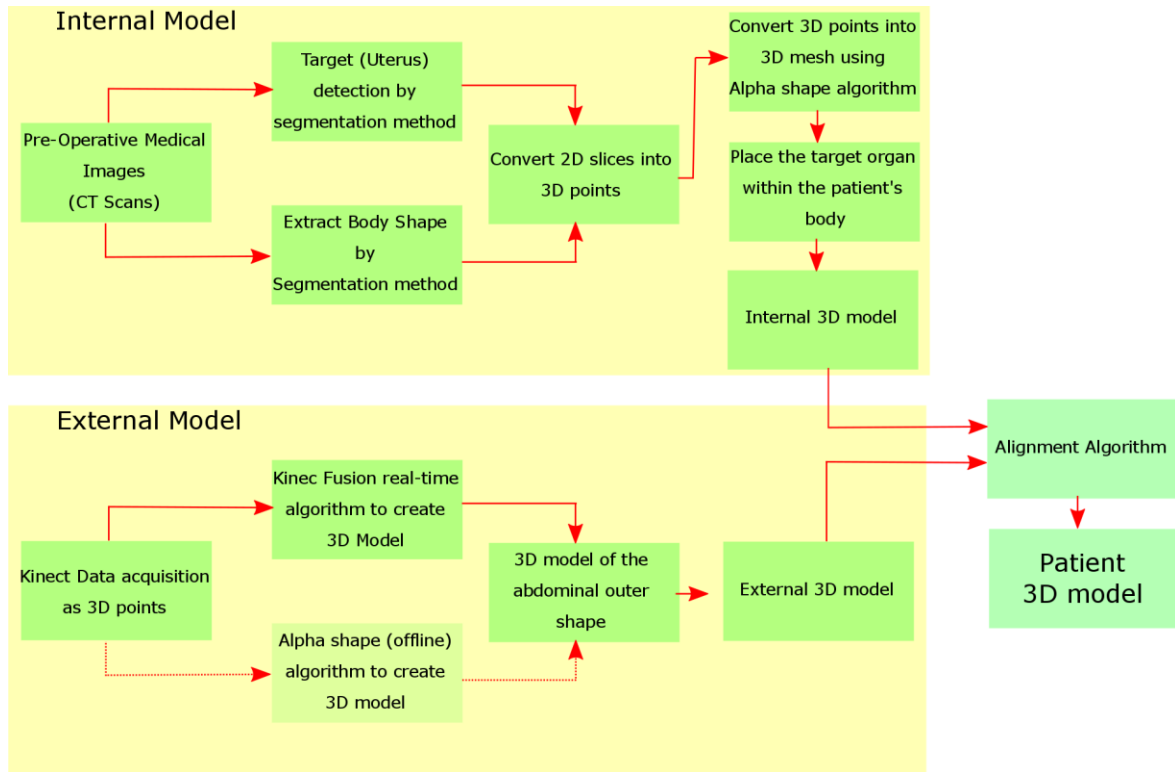 Internal Model
Pre-Operative Medical
Images
(CT Scans)
Target (Uterus)
detection by
segmentation method
Extract Body Shape
by
Segmentation method
Convert 2D slices into
3D points
Convert 3D points into
3D mesh using
Alpha shape algorithm
Place the target organ
within the patient's
body
Internal 3D model
External Model
Kinect Data acquisition
as 3D points
Kinec Fusion real-time
algorithm to create
3D Model
Alpha shape (offline)
algorithm to create
3D model
3D model of the
abdominal outer
shape
External 3D model
Alignment Algorithm
Patient
3D model